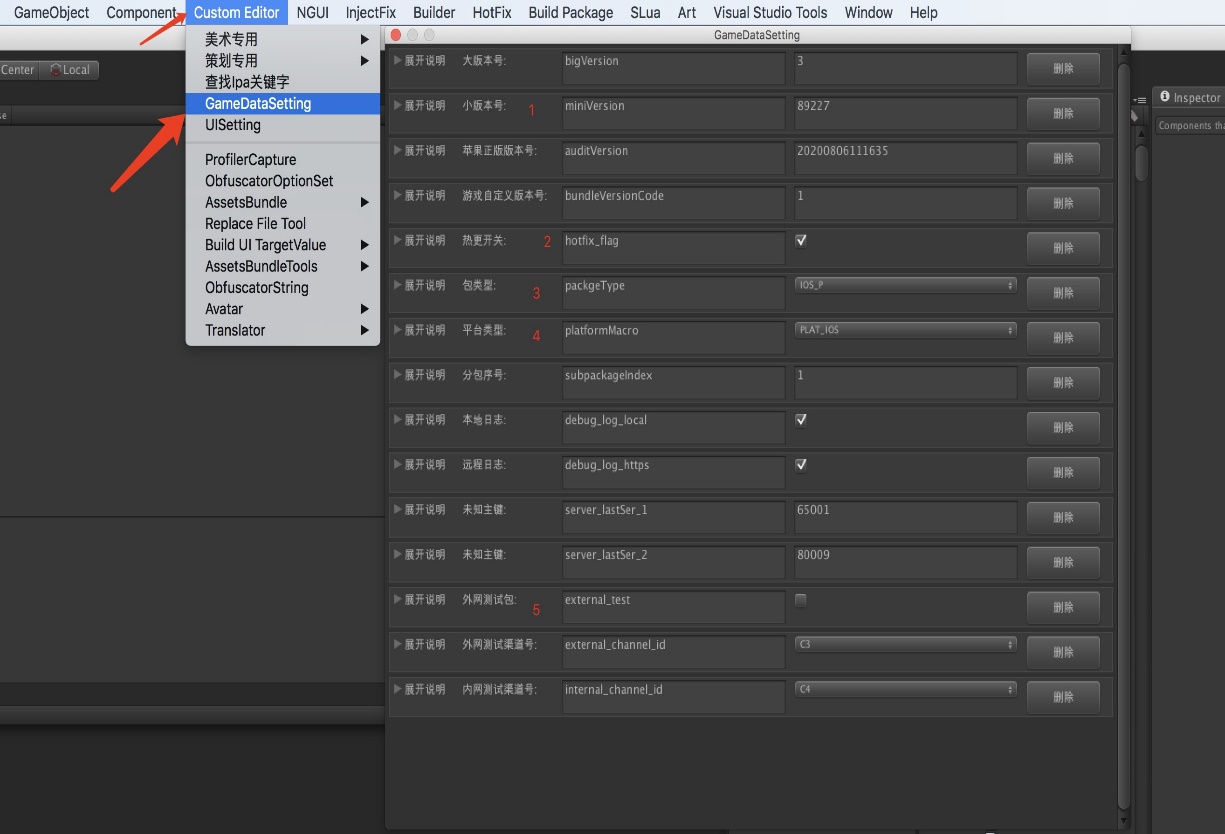 GameObject Component Custom Editor NGUI InjectFix Builder HotFix Build Package SLua Art Visual Studio Tools Window Help
GameDataSetting
Center Local
Inspector
Components tha
se
美术专用
策划专用
查找Ipa关键字
GameDataSetting
UISetting
ProfilerCapture
ObfuscatorOptionSet
AssetsBundle
Replace File Tool
Build UI TargetValue
AssetsBundleTools
ObfuscatorString
Avatar
Translator
展开说明 大版本号: bigVersion 3 删除
展开说明 小版本号: 1 miniVersion 89227 删除
展开说明 苹果正版版本号: auditVersion 20200806111635 删除
展开说明 游戏自定义版本号: bundleVersionCode 1 删除
展开说明 热更开关: 2 hotfix_flag 删除
展开说明 包类型: 3 packgeType IOS_P 删除
展开说明 平台类型: 4 platformMacro PLAT_IOS 删除
展开说明 分包序号: subpackageIndex 1 删除
展开说明 本地日志: debug_log_local 删除
展开说明 远程日志: debug_log_https 删除
展开说明 未知主键: server_lastSer_1 65001 删除
展开说明 未知主键: server_lastSer_2 80009 删除
展开说明 外网测试包: 5 external_test 删除
展开说明 外网测试渠道号: external_channel_id C3 删除
展开说明 内网测试渠道号: internal_channel_id C4 删除